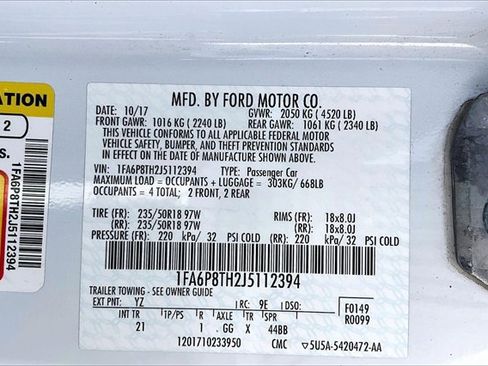 ATION
2
S.
1FA6P8TH2J5112394
MFD. BY FORD MOTOR CO.
DATE: 10/17 GVWR: 2050 KG ( 4520 LB)
FRONT GAWR: 1016 KG ( 2240 LB) REAR GAWR: 1061 KG ( 2340 LB)
THIS VEHICLE CONFORMS TO ALL APPLICABLE FEDERAL MOTOR
VEHICLE SAFETY, BUMPER, AND THEFT PREVENTION STANDARDS
IN EFFECT ON THE DATE OF MANUFACTURE SHOWN ABOVE.
VIN: 1FA6P8TH2J5112394 TYPE: Passenger Car
MAXIMUM LOAD = OCCUPANTS + LUGGAGE = 303KG/ 668LB
OCCUPANTS = 4 TOTAL; 2 FRONT, 2 REAR
TIRE (FR): 235/50R18 97W RIMS (FR): 18x8.0J
(RR): 235/50R18 97W (RR): 18x8.0J
PRESSURE (FR): 220 kPa/ 32 PSI COLD (RR): 220 kPa/ 32 PSI COLD
1FA6P8TH2J5112394
TRAILER TOWING - SEE OWNER GUIDE
EXT PNT: YZ RC: 9E DSO:
INT TR TP/PS R AXLE TR SPR
21 1 .GG X 44BB
F0149
R0099
1201710233950 CMC 5U5A-5420472-AA